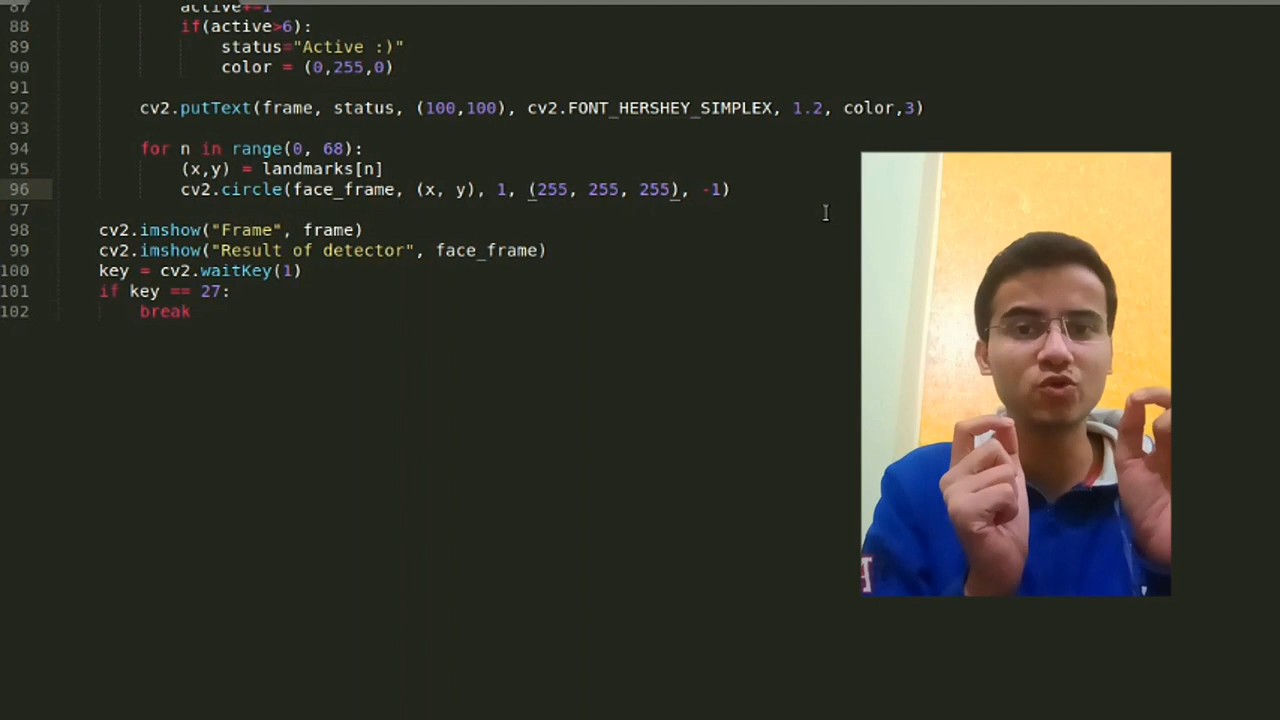 87 active+=1
88 if(active>6):
89 status="Active :)"
90 color = (0,255,0)
91
92 cv2.putText(frame, status, (100,100), cv2.FONT_HERSHEY_SIMPLEX, 1.2, color,3)
93
94 for n in range(0, 68):
95 (x,y) = landmarks[n]
96 cv2.circle(face_frame, (x, y), 1, (255, 255, 255), -1)
97
98 cv2.imshow("Frame", frame)
99 cv2.imshow("Result of detector", face_frame)
100 key = cv2.waitKey(1)
101 if key == 27:
102 break